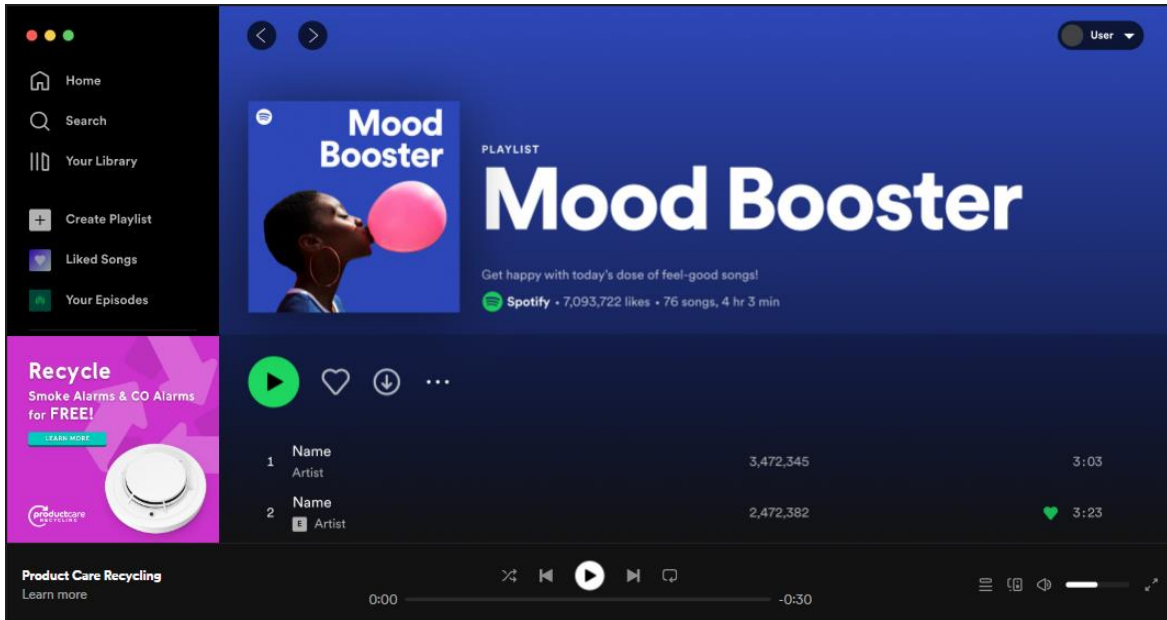 Home
Search
Your Library
Create Playlist
Liked Songs
Your Episodes
Recycle
Smoke Alarms & CO Alarms
for FREE!
LEARN MORE
productcare
RECYCLING
User
Mood
Booster
PLAYLIST
Mood Booster
Get happy with today's dose of feel-good songs!
Spotify • 7,093,722 likes • 76 songs, 4 hr 3 min
1 Name 3,472,345 3:03
Artist
2 Name 2,472,382 3:23
E Artist
Product Care Recycling
Learn more
0:00 -0:30